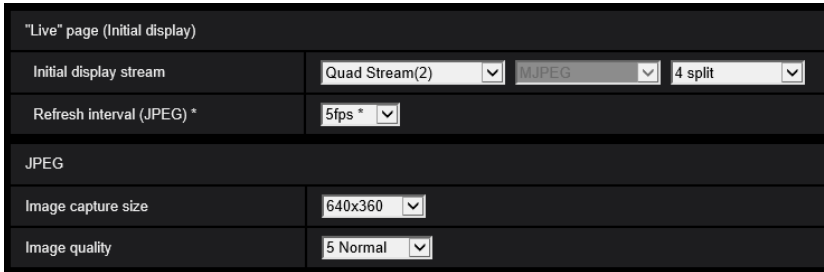 "Live" page (Initial display)
Initial display stream Quad Stream(2) MJPEG 4 split
Refresh interval (JPEG) * 5fps *
JPEG
Image capture size 640x360
Image quality 5 Normal